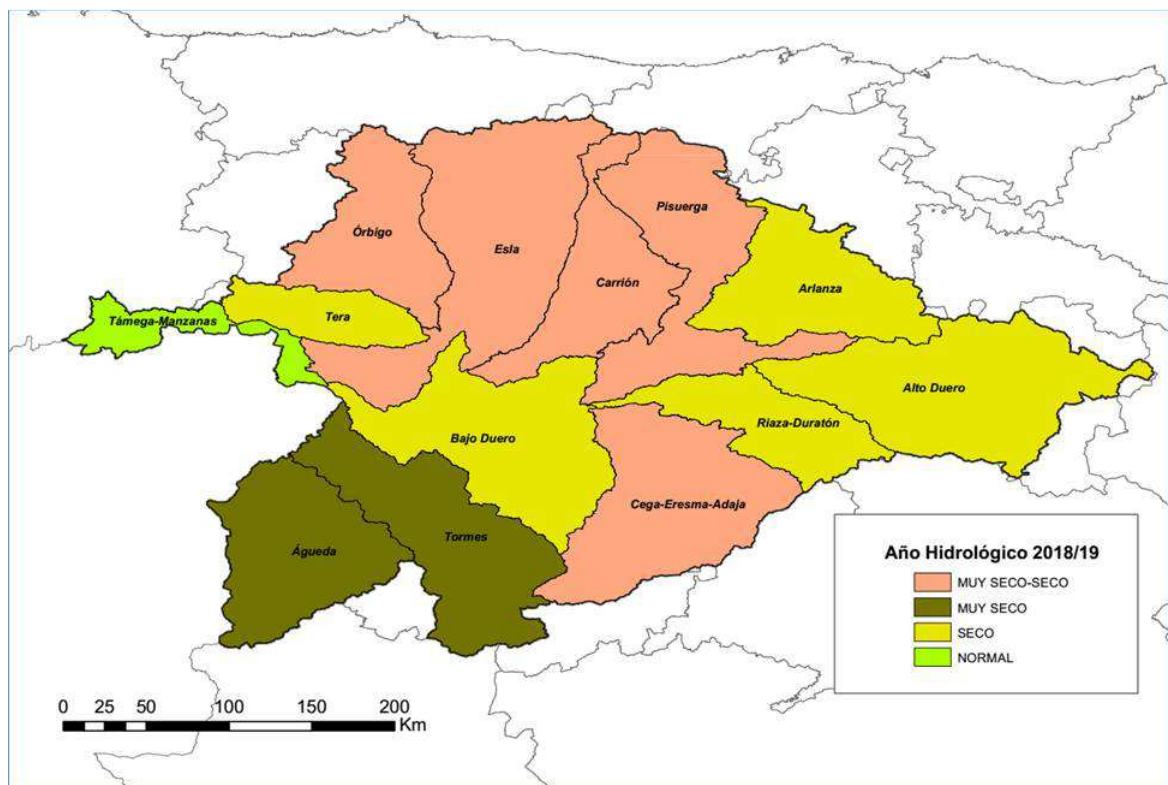 Pisuerga
Órbigo
Esla
Carrión
Arlanza
Tera
Támega-Manzanas
Alto Duero
Riaza-Duratón
Bajo Duero
Cega-Eresma-Adaja
Tormes
Águeda
Año Hidrológico 2018/19
MUY SECO-SECO
MUY SECO
SECO
NORMAL
0 25 50 100 150 200
Km